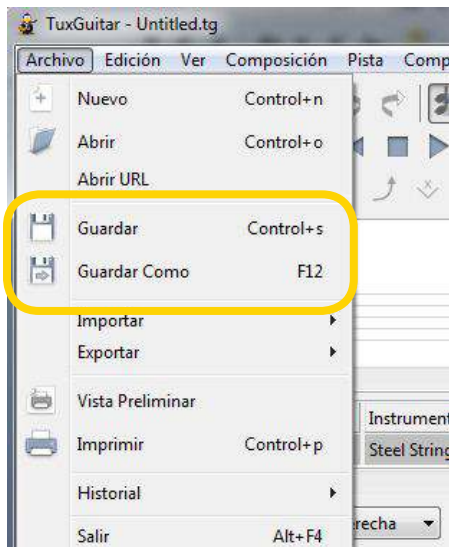 TuxGuitar - Untitled.tg
Archivo Edición Ver Composición Pista Comp
Nuevo Control+n
Abrir Control+o
Abrir URL
Guardar Control+s
Guardar Como F12
Importar
Exportar
Vista Preliminar
Instrument
Imprimir Control+p
Steel String
Historial
recha
Salir Alt+F4